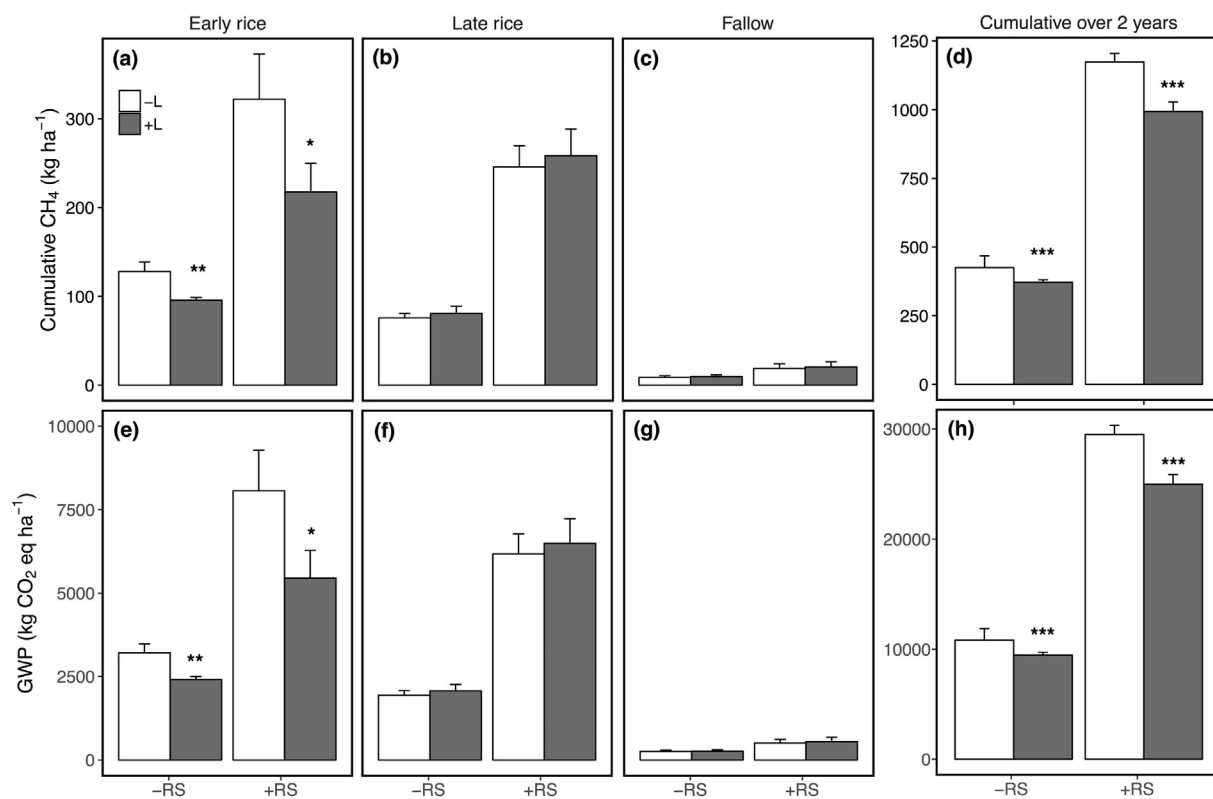 Early rice
Late rice
Fallow
Cumulative over 2 years
Cumulative CH₄ (kg ha⁻¹)
(a)
–L
+L
300
200
100
0
**
*
(b)
(c)
(d)
1250
1000
750
500
250
0
***
***
GWP (kg CO₂ eq ha⁻¹)
(e)
10000
7500
5000
2500
0
**
*
(f)
(g)
(h)
30000
20000
10000
0
***
***
–RS +RS
–RS +RS
–RS +RS
–RS +RS